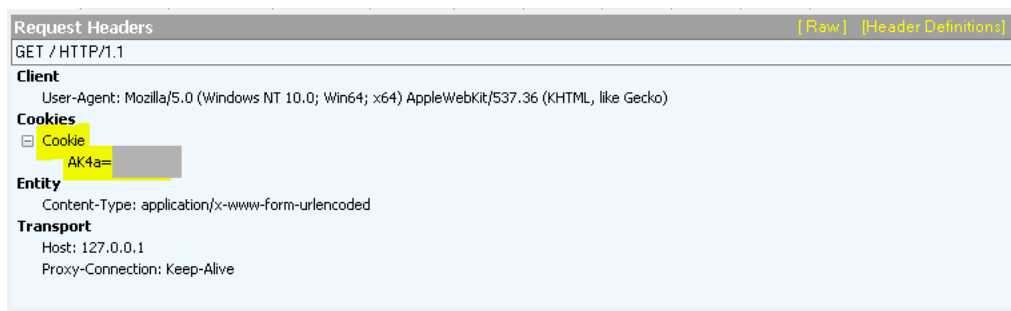 Request Headers [Raw] [Header Definitions]
GET / HTTP/1.1
Client
User-Agent: Mozilla/5.0 (Windows NT 10.0; Win64; x64) AppleWebKit/537.36 (KHTML, like Gecko)
Cookies
Cookie
AK4a=
Entity
Content-Type: application/x-www-form-urlencoded
Transport
Host: 127.0.0.1
Proxy-Connection: Keep-Alive